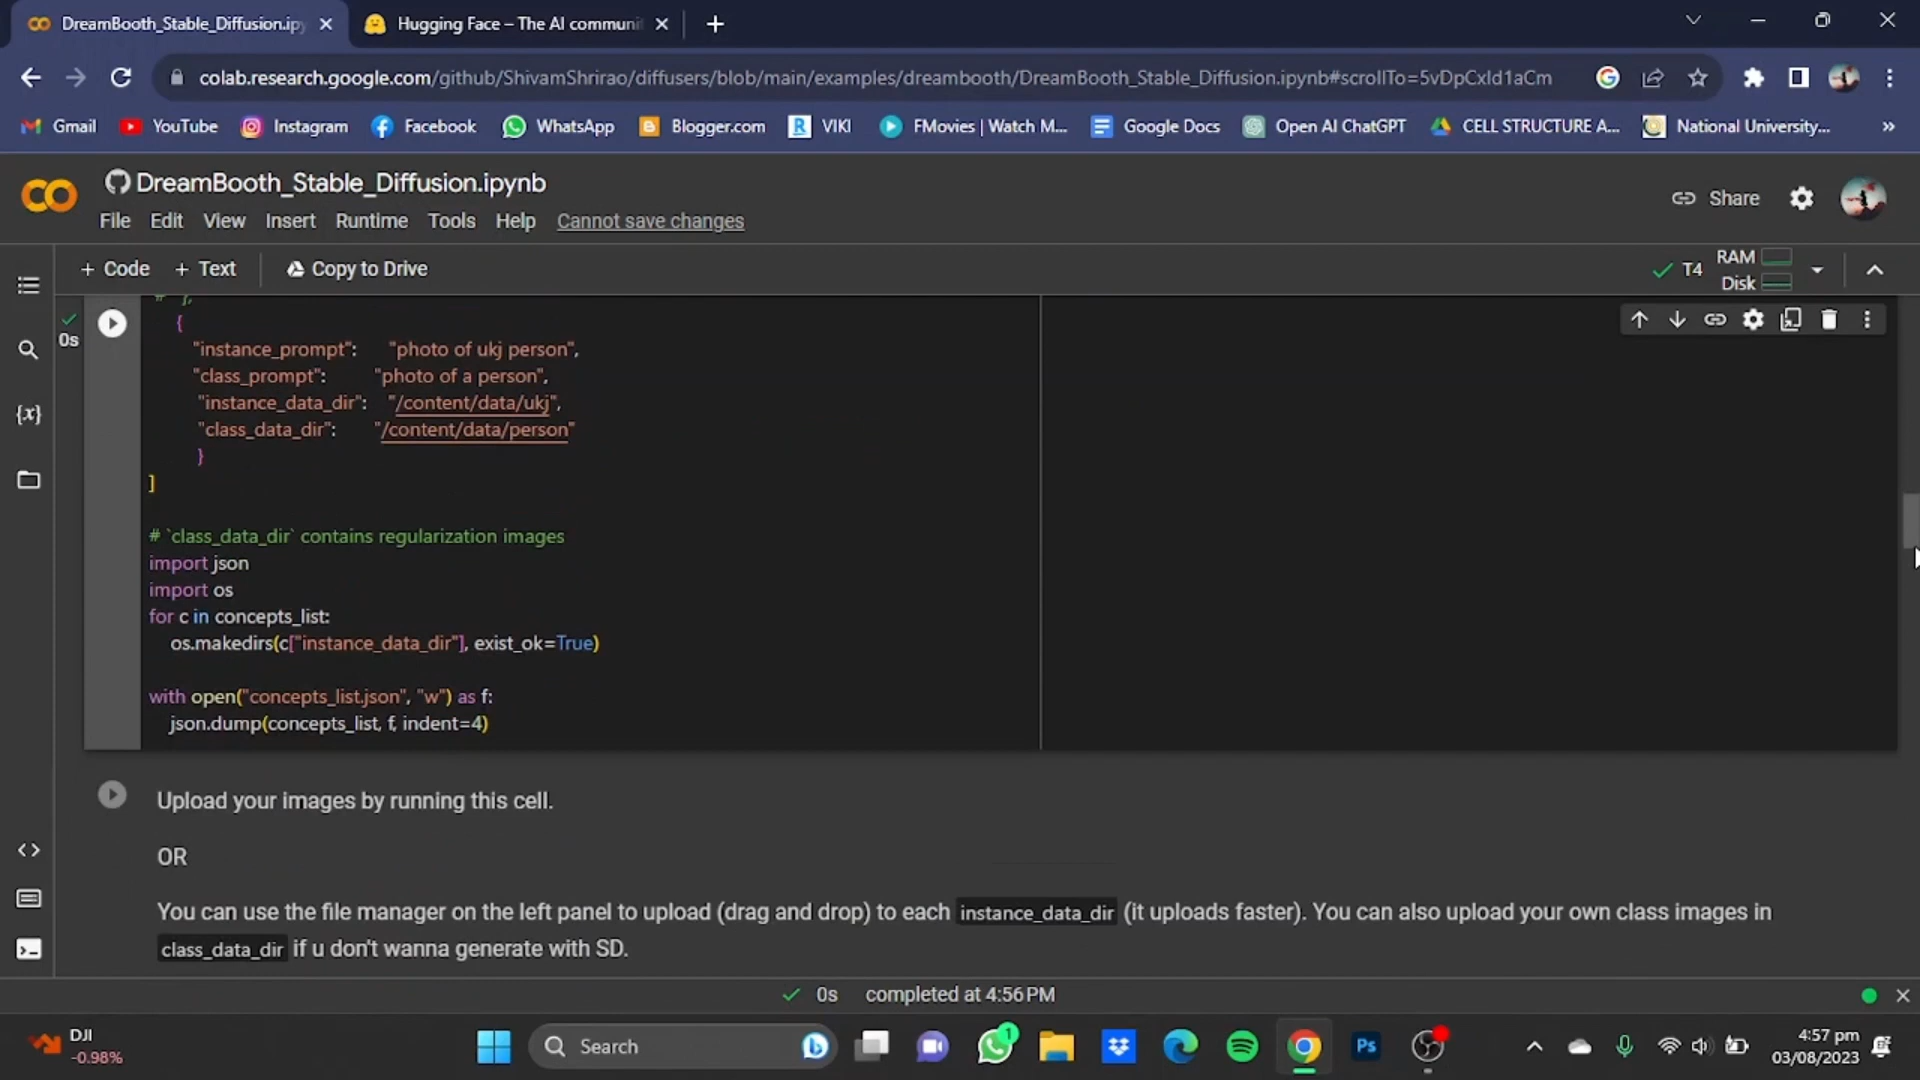 DreamBooth_Stable_Diffusion.ipy
Hugging Face – The AI communi
colab.research.google.com/github/ShivamShrirao/diffusers/blob/main/examples/dreambooth/DreamBooth_Stable_Diffusion.ipynb#scrollTo=5vDpCxId1aCm
Gmail YouTube Instagram Facebook WhatsApp Blogger.com VIKI FMovies | Watch M... Google Docs Open AI ChatGPT CELL STRUCTURE A... National University... »
DreamBooth_Stable_Diffusion.ipynb
Share
File Edit View Insert Runtime Tools Help Cannot save changes
+ Code + Text Copy to Drive
T4 RAM
Disk
# },
0s
{
"instance_prompt": "photo of ukj person",
"class_prompt": "photo of a person",
"instance_data_dir": "/content/data/ukj",
"class_data_dir": "/content/data/person"
}
]
# `class_data_dir` contains regularization images
import json
import os
for c in concepts_list:
os.makedirs(c["instance_data_dir"], exist_ok=True)
with open("concepts_list.json", "w") as f:
json.dump(concepts_list, f, indent=4)
Upload your images by running this cell.
OR
You can use the file manager on the left panel to upload (drag and drop) to each instance_data_dir (it uploads faster). You can also upload your own class images in
class_data_dir if u don't wanna generate with SD.
0s completed at 4:56 PM
DJI
-0.98%
Search
1
Ps
4:57 pm
03/08/2023